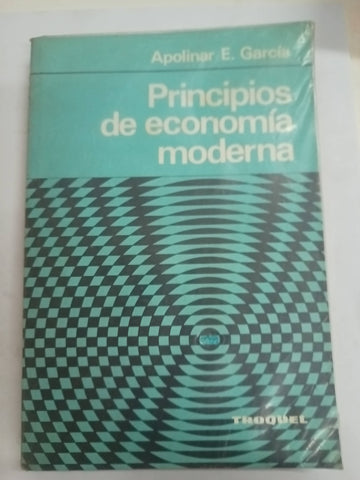 Apolinar E. García
Principios
de economía
moderna
TROQUEL